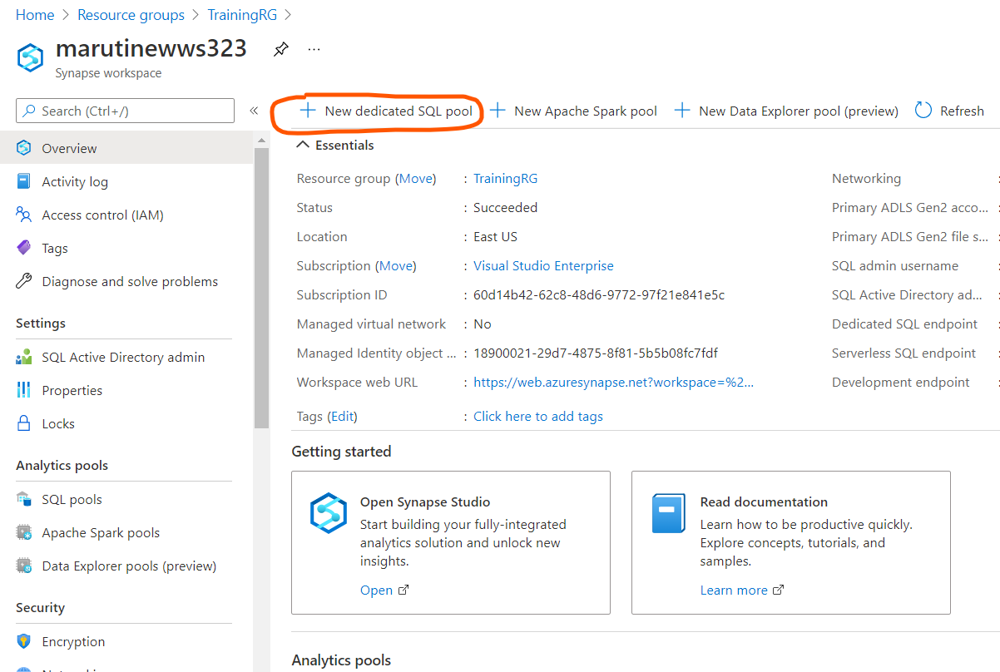 Home > Resource groups > TrainingRG >
marutinewws323
...
Synapse workspace
Search (Ctrl+/)
«
+ New dedicated SQL pool + New Apache Spark pool + New Data Explorer pool (preview) Refresh
Overview
Activity log
Access control (IAM)
Tags
Diagnose and solve problems
Settings
SQL Active Directory admin
Properties
Locks
Analytics pools
SQL pools
Apache Spark pools
Data Explorer pools (preview)
Security
Encryption
Essentials
Resource group (Move) : TrainingRG
Status : Succeeded
Location : East US
Subscription (Move) : Visual Studio Enterprise
Subscription ID : 60d14b42-62c8-48d6-9772-97f21e841e5c
Managed virtual network : No
Managed Identity object ... : 18900021-29d7-4875-8f81-5b5b08fc7fdf
Workspace web URL : https://web.azuresynapse.net?workspace=%2...
Tags (Edit) : Click here to add tags
Networking :
Primary ADLS Gen2 acco... :
Primary ADLS Gen2 file s... :
SQL admin username :
SQL Active Directory ad... :
Dedicated SQL endpoint :
Serverless SQL endpoint :
Development endpoint :
Getting started
Open Synapse Studio
Start building your fully-integrated
analytics solution and unlock new
insights.
Open
Read documentation
Learn how to be productive quickly.
Explore concepts, tutorials, and
samples.
Learn more
Analytics pools